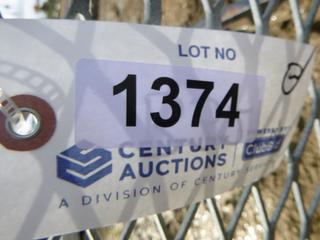 LOT NO
1374
CENTURY
AUCTIONS
A DIVISION OF CENTURY